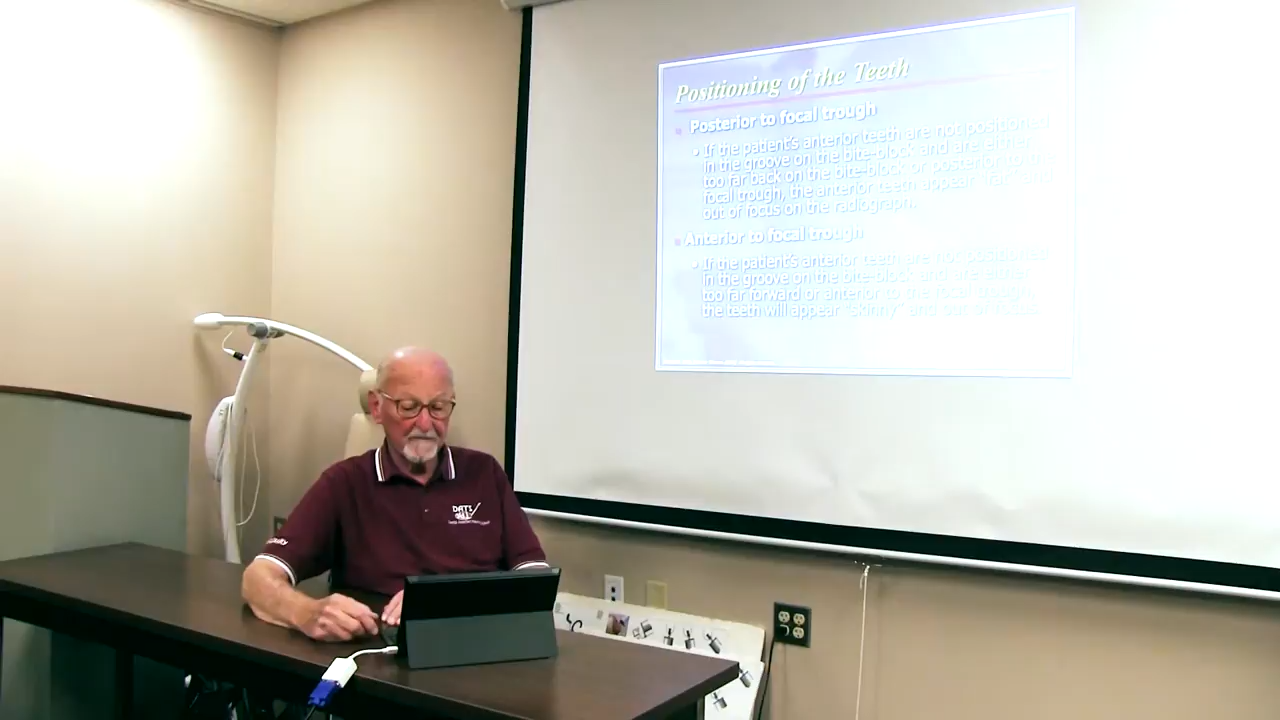 Positioning of the Teeth
Posterior to focal trough
If the patient's anterior teeth are not positioned
in the groove on the bite-block and are either
too far back on the bite-block or posterior to the
focal trough, the anterior teeth appear "fat" and
out of focus on the radiograph.
Anterior to focal trough
If the patient's anterior teeth are not positioned
in the groove on the bite-block and are either
too far forward or anterior to the focal trough,
the teeth will appear "skinny" and out of focus.
DATS